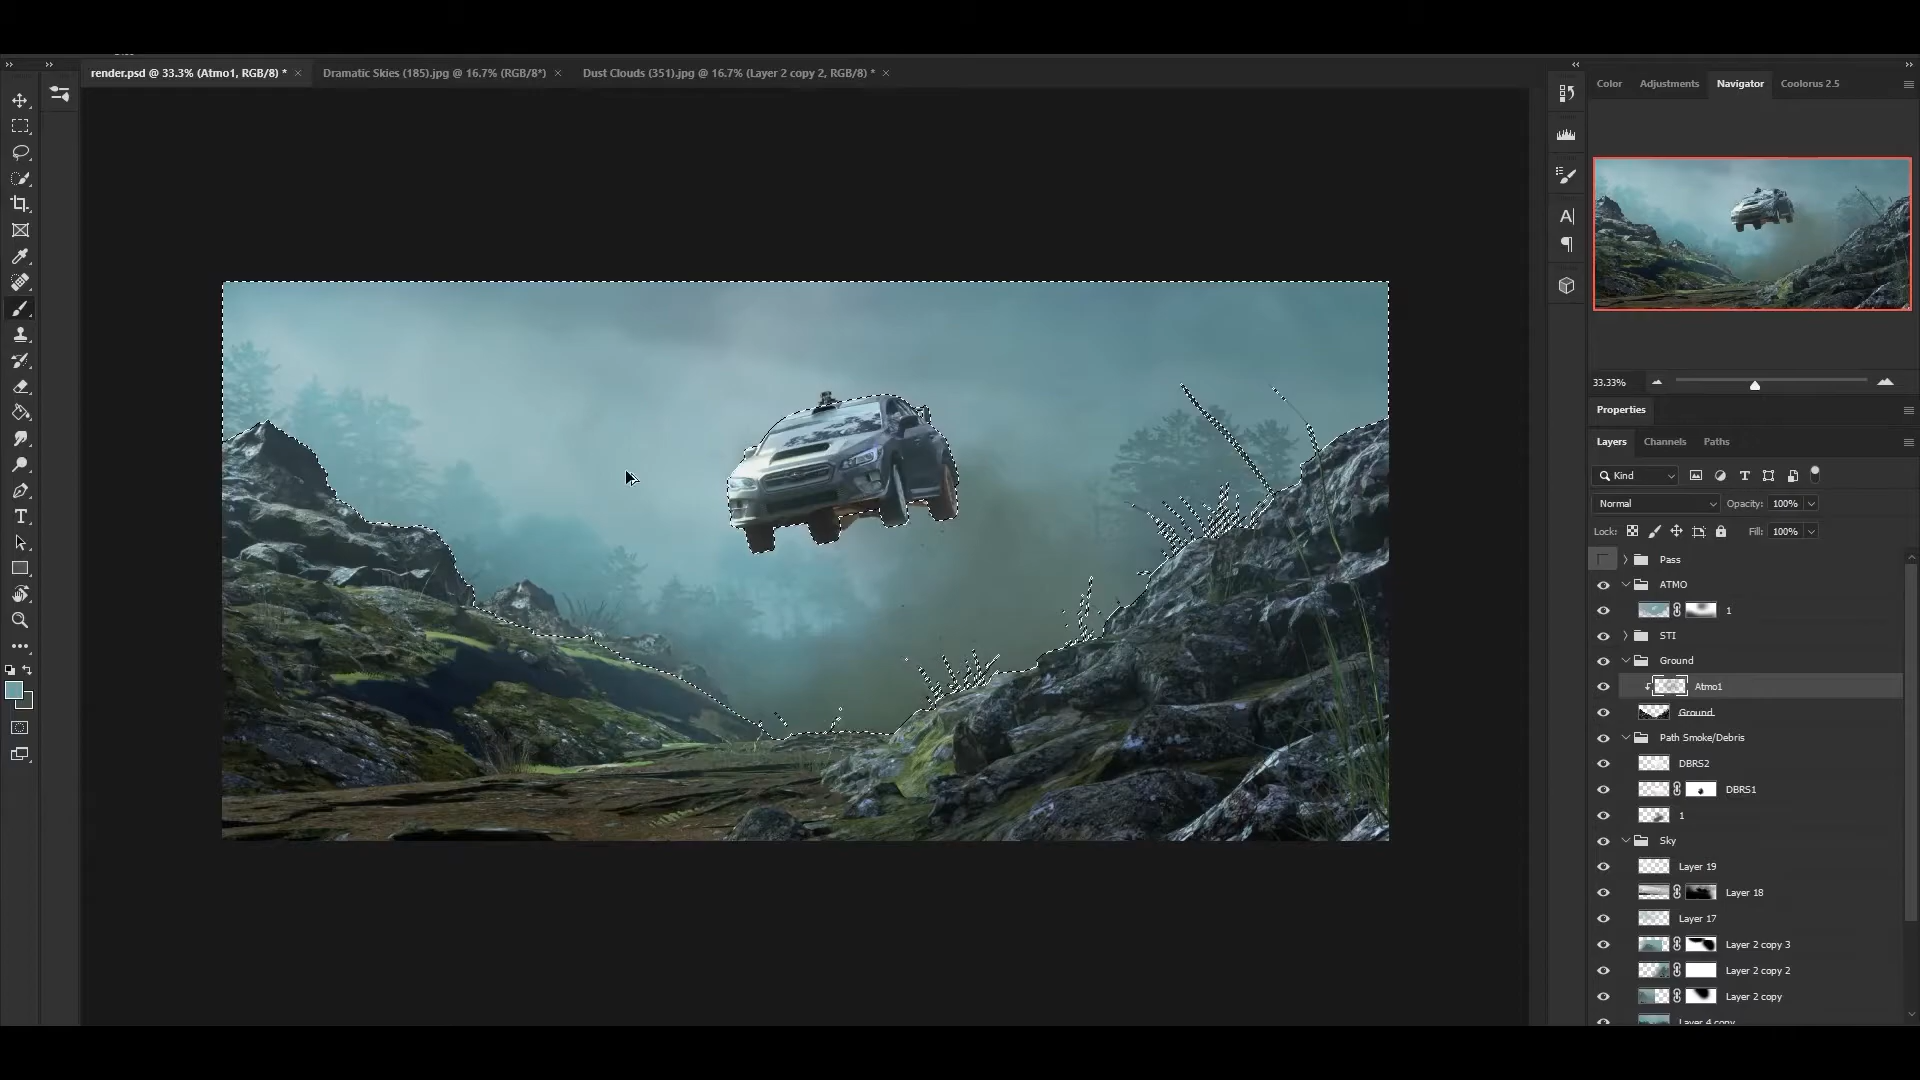 render.psd @ 33.3% (Atmo1, RGB/8) *
Dramatic Skies (185).jpg @ 16.7% (RGB/8*)
Dust Clouds (351).jpg @ 16.7% (Layer 2 copy 2, RGB/8) *
Color
Adjustments
Navigator
Coolorus 2.5
33.33%
Properties
Layers
Channels
Paths
Kind
Normal
Opacity: 100%
Lock:
Fill: 100%
Pass
ATMO
1
STI
Ground
Atmo1
Ground
Path Smoke/Debris
DBRS2
DBRS1
1
Sky
Layer 19
Layer 18
Layer 17
Layer 2 copy 3
Layer 2 copy 2
Layer 2 copy
Layer 4 copy